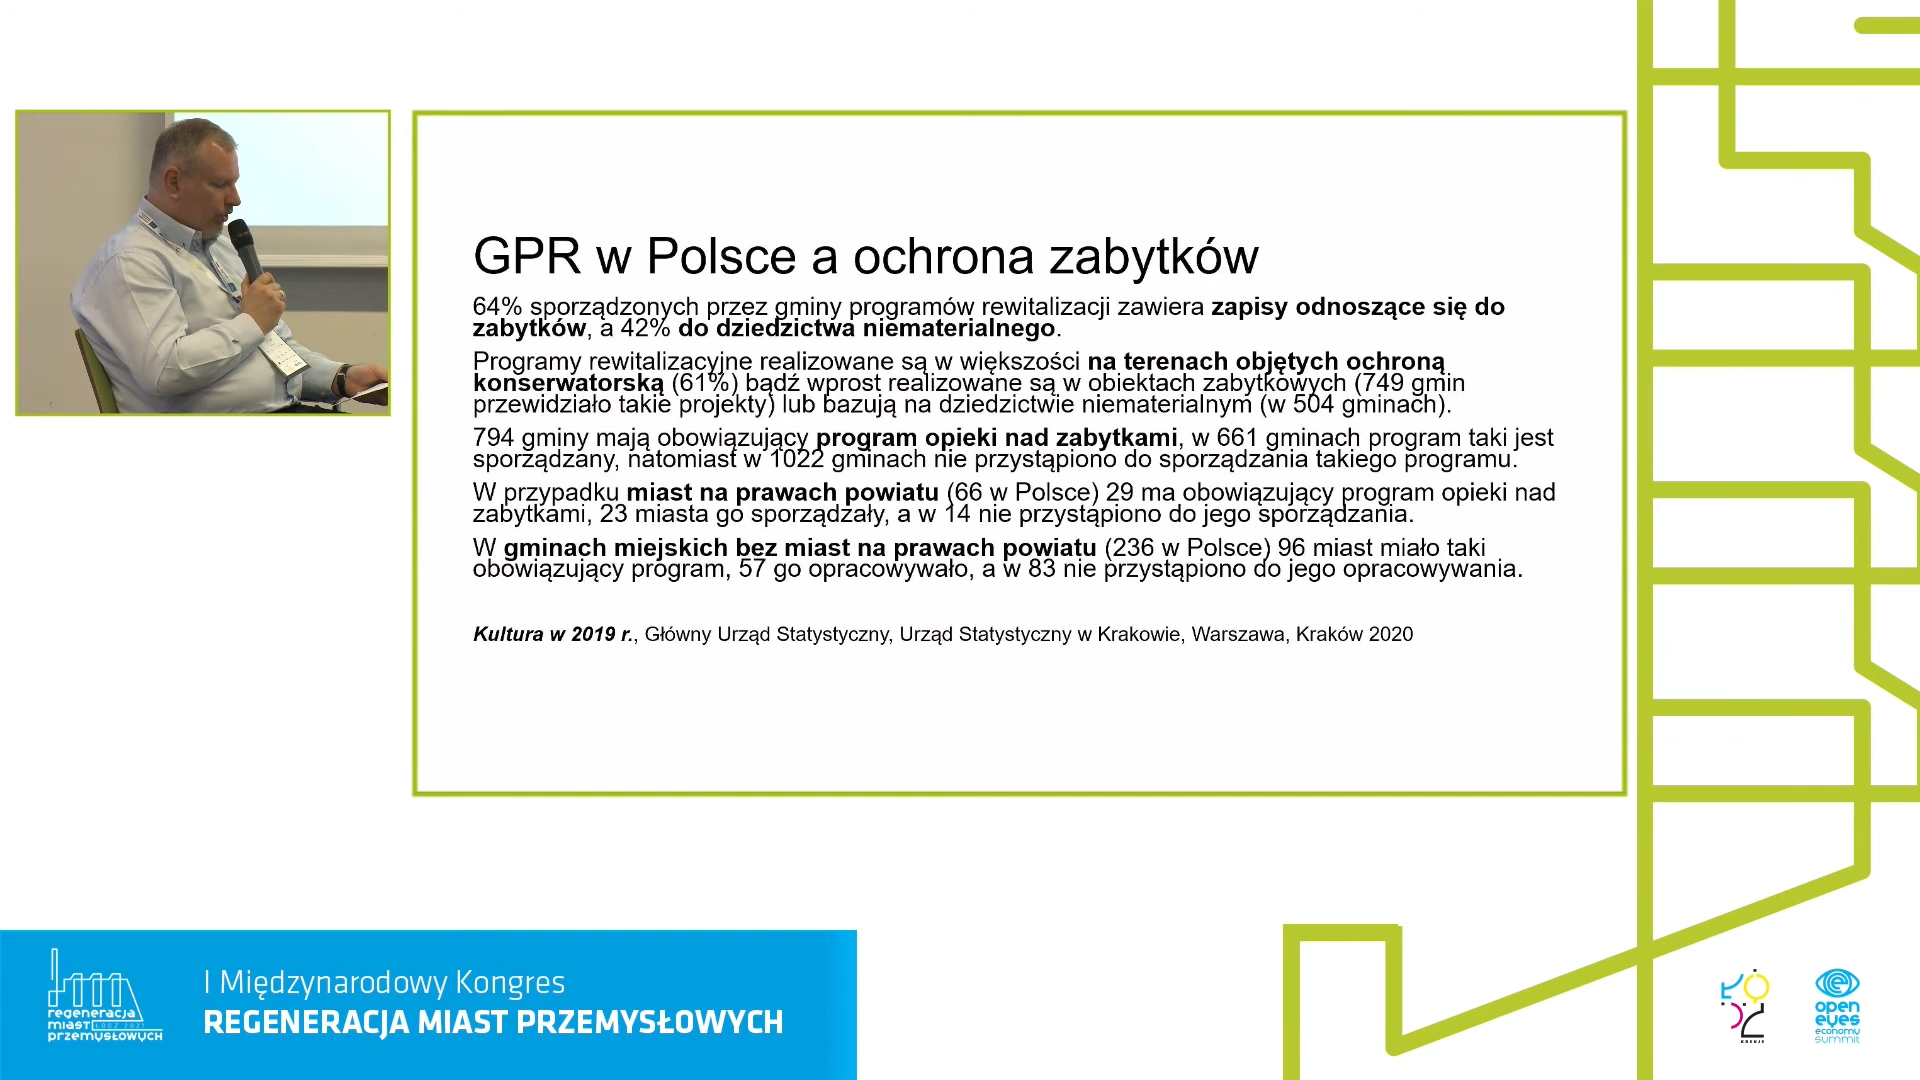 GPR w Polsce a ochrona zabytków
64% sporządzonych przez gminy programów rewitalizacji zawiera zapisy odnoszące się do
zabytków, a 42% do dziedzictwa niematerialnego.
Programy rewitalizacyjne realizowane są w większości na terenach objętych ochroną
konserwatorską (61%) bądź wprost realizowane są w obiektach zabytkowych (749 gmin
przewidziało takie projekty) lub bazują na dziedzictwie niematerialnym (w 504 gminach).
794 gminy mają obowiązujący program opieki nad zabytkami, w 661 gminach program taki jest
sporządzany, natomiast w 1022 gminach nie przystąpiono do sporządzania takiego programu.
W przypadku miast na prawach powiatu (66 w Polsce) 29 ma obowiązujący program opieki nad
zabytkami, 23 miasta go sporządzały, a w 14 nie przystąpiono do jego sporządzania.
W gminach miejskich bez miast na prawach powiatu (236 w Polsce) 96 miast miało taki
obowiązujący program, 57 go opracowywało, a w 83 nie przystąpiono do jego opracowywania.
Kultura w 2019 r., Główny Urząd Statystyczny, Urząd Statystyczny w Krakowie, Warszawa, Kraków 2020
regeneracja
miast ŁÓDŹ 2021
przemysłowych
I Międzynarodowy Kongres
REGENERACJA MIAST PRZEMYSŁOWYCH
ŁÓDŹ
KREUJE
open
eyes
economy
summit